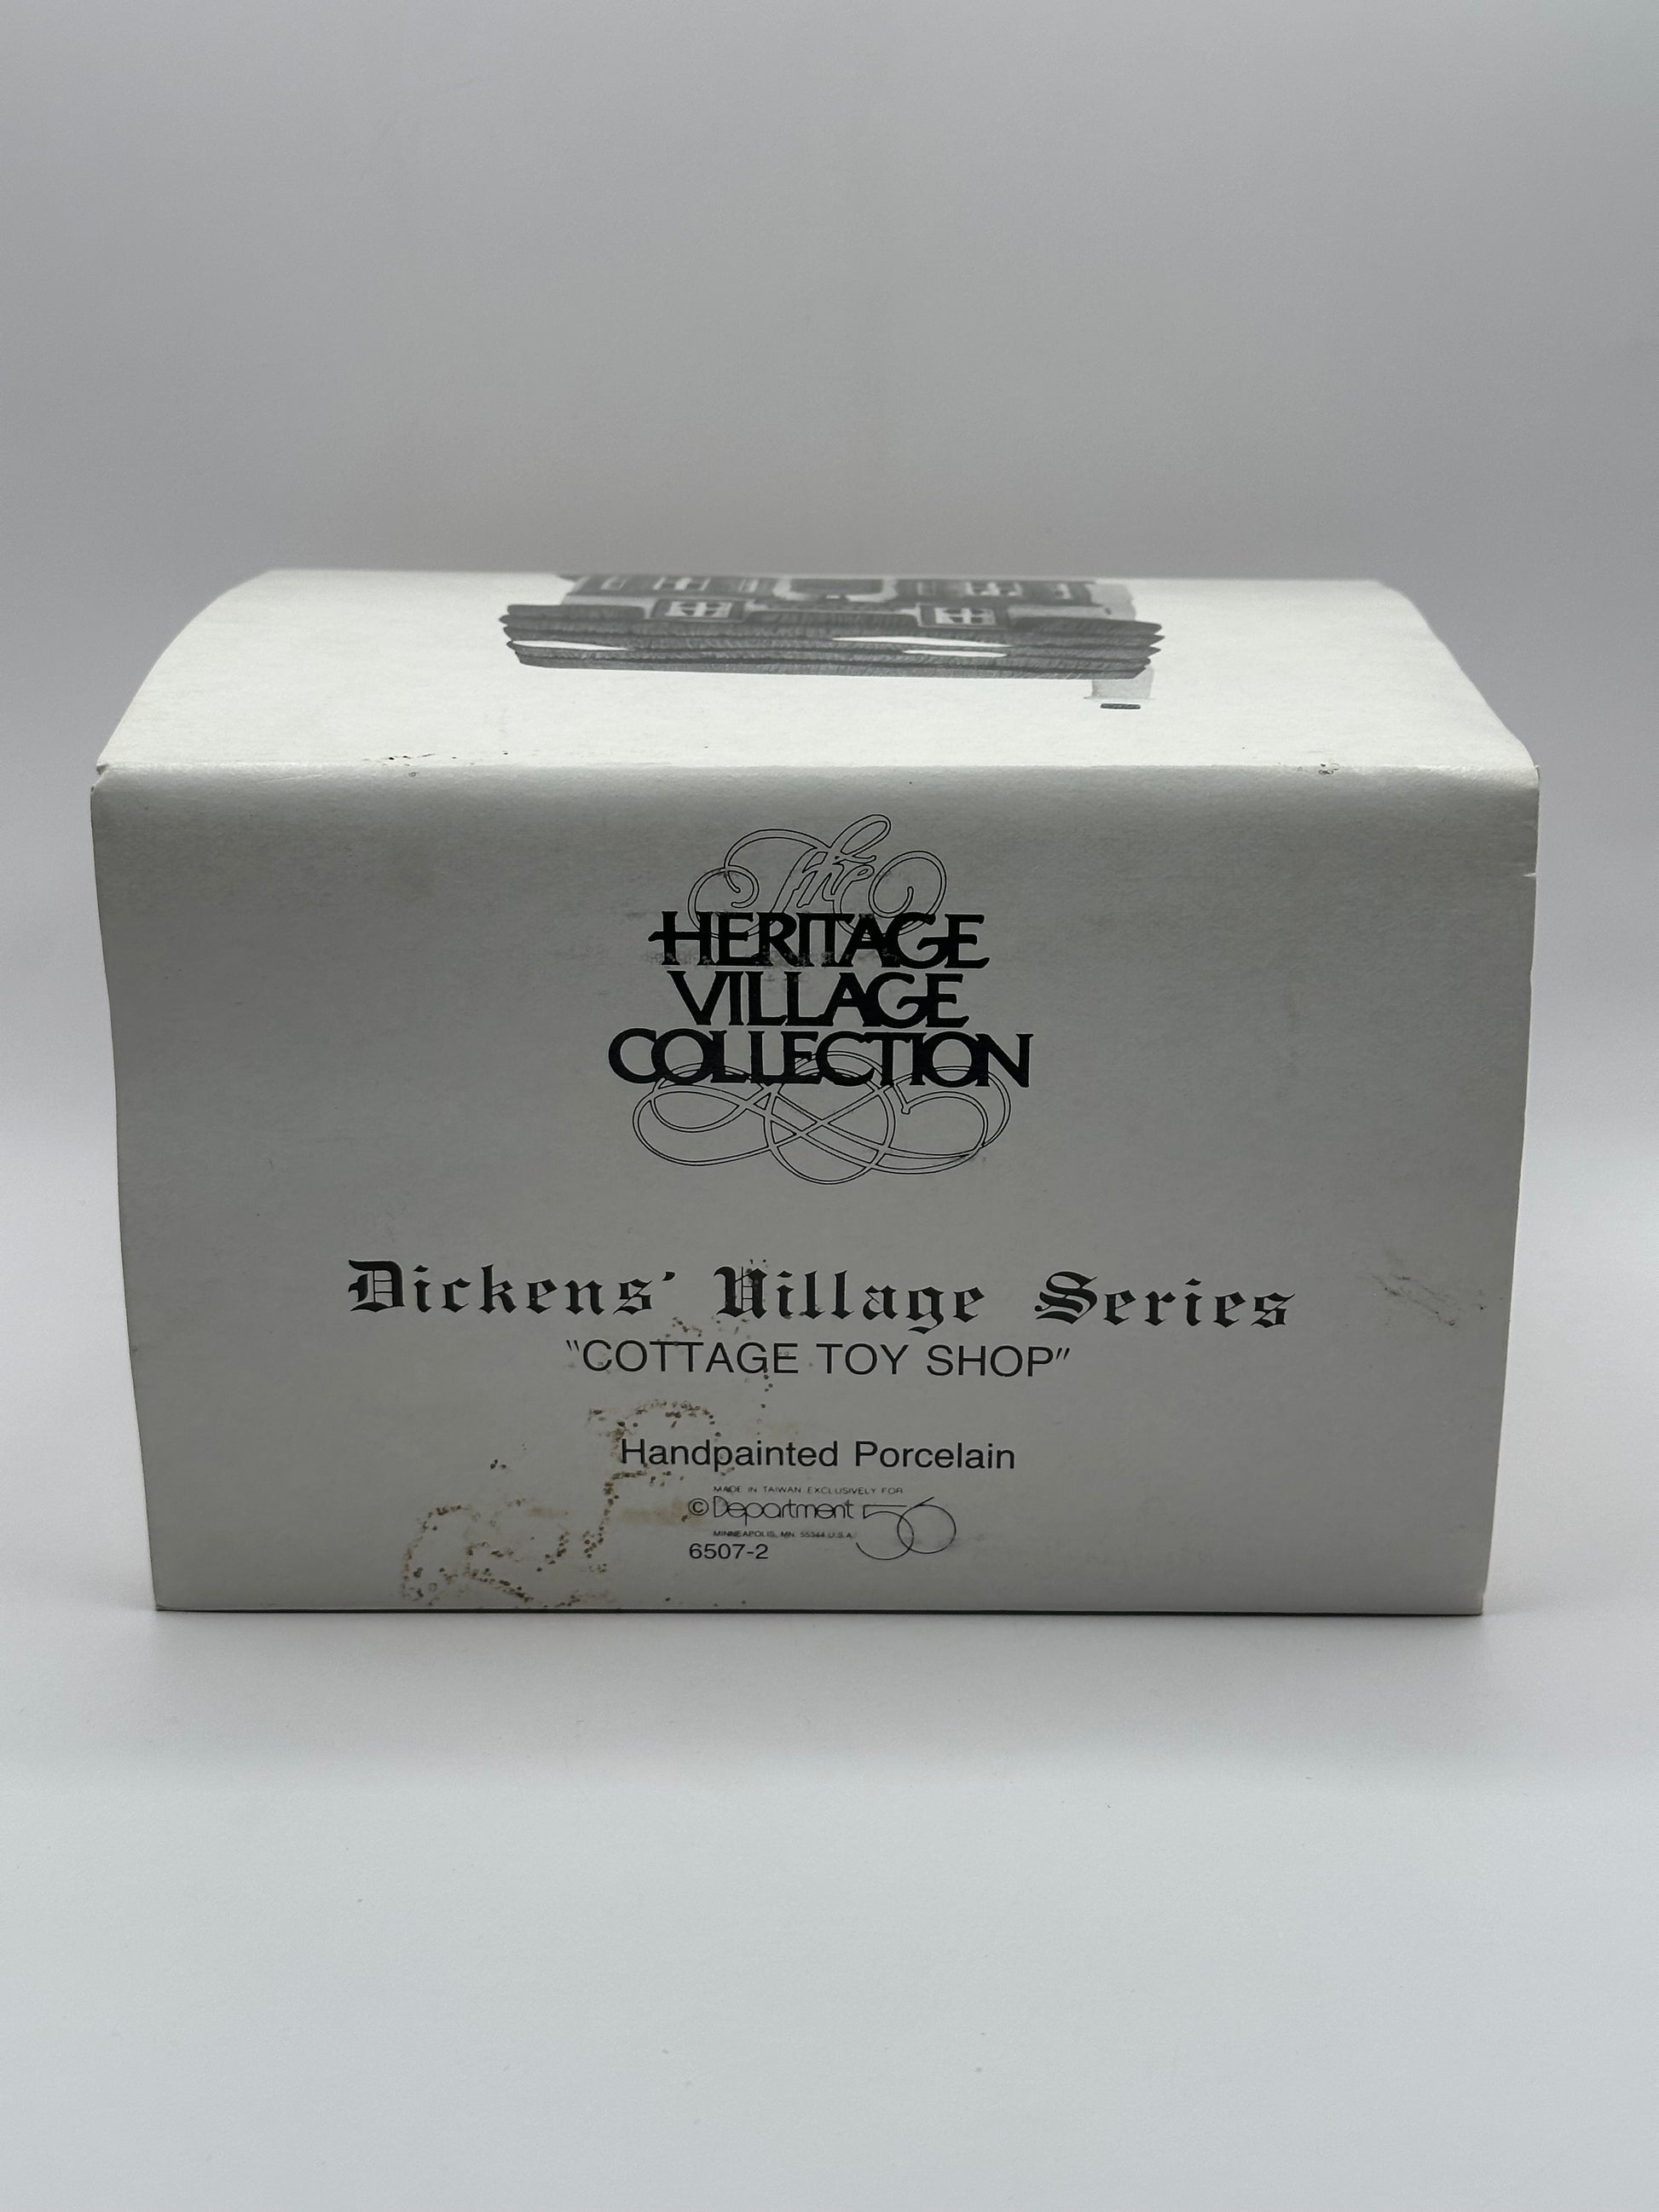 The
HERITAGE
VILLAGE
COLLECTION
Dickens' Village Series
"COTTAGE TOY SHOP"
Handpainted Porcelain
MADE IN TAIWAN EXCLUSIVELY FOR
© Department 56
MINNEAPOLIS, MN. 55344 U.S.A.
6507-2